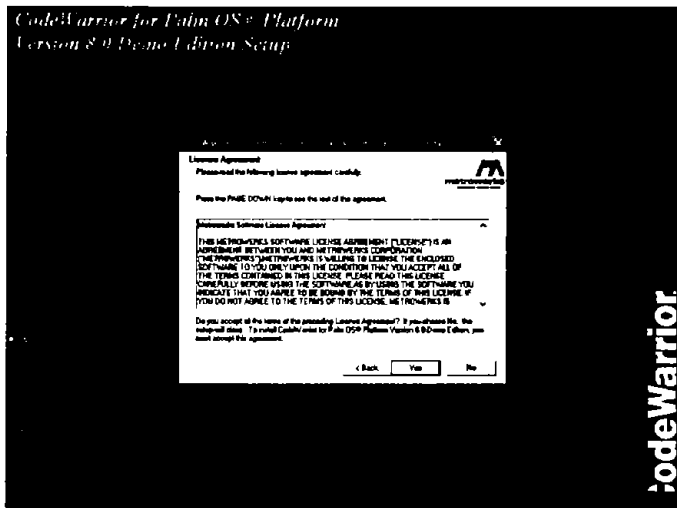 CodeWarrior for Palm OS® Platform
Version 8.0 Demo Edition Setup
License Agreement
Please read the following license agreement carefully.
metrowerks
Press the PAGE DOWN key to see the rest of the agreement.
Metrowerks Software License Agreement
THIS METROWERKS SOFTWARE LICENSE AGREEMENT ("LICENSE") IS AN
AGREEMENT BETWEEN YOU AND METROWERKS CORPORATION
("METROWERKS"). METROWERKS IS WILLING TO LICENSE THE ENCLOSED
SOFTWARE TO YOU ONLY UPON THE CONDITION THAT YOU ACCEPT ALL OF
THE TERMS CONTAINED IN THIS LICENSE. PLEASE READ THIS LICENSE
CAREFULLY BEFORE USING THE SOFTWARE AS BY USING THE SOFTWARE YOU
INDICATE THAT YOU AGREE TO BE BOUND BY THE TERMS OF THIS LICENSE. IF
YOU DO NOT AGREE TO THE TERMS OF THIS LICENSE, METROWERKS IS
Do you accept all the terms of the preceding License Agreement? If you choose No, the
setup will close. To install CodeWarrior for Palm OS® Platform Version 8.0 Demo Edition, you
must accept this agreement.
< Back
Yes
No
CodeWarrior.